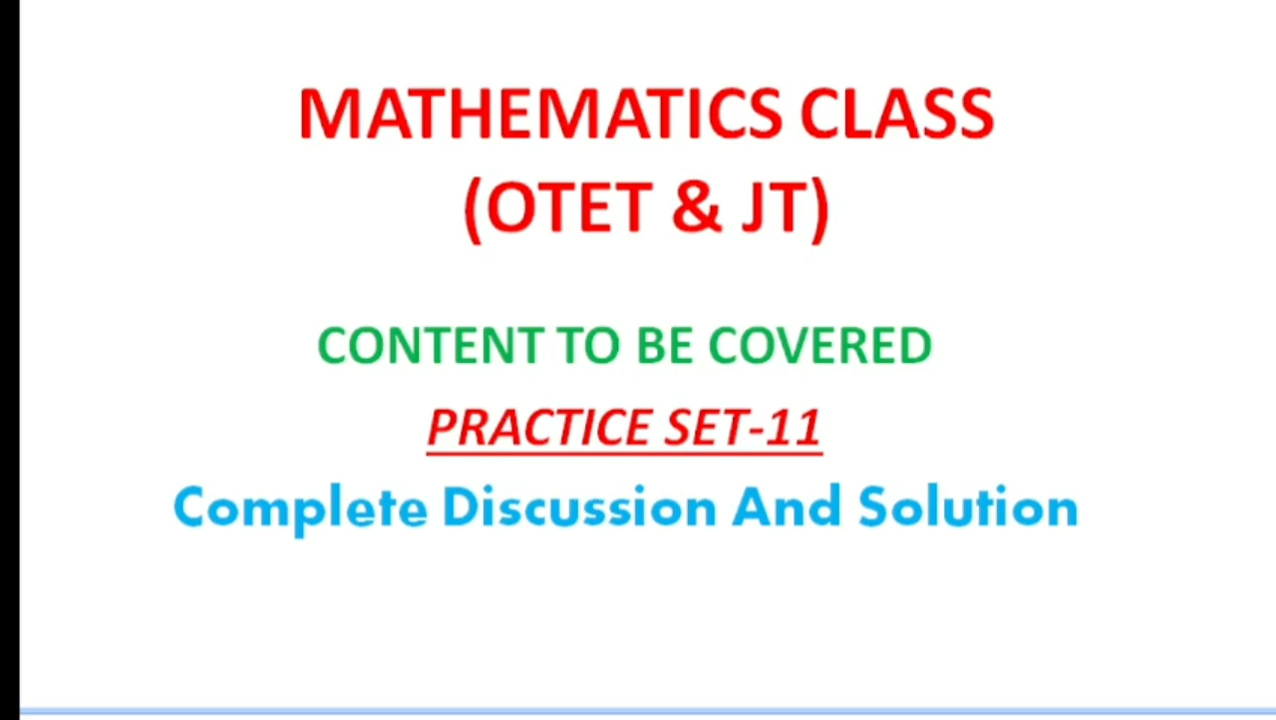 MATHEMATICS CLASS
(OTET & JT)
CONTENT TO BE COVERED
PRACTICE SET-11
Complete Discussion And Solution